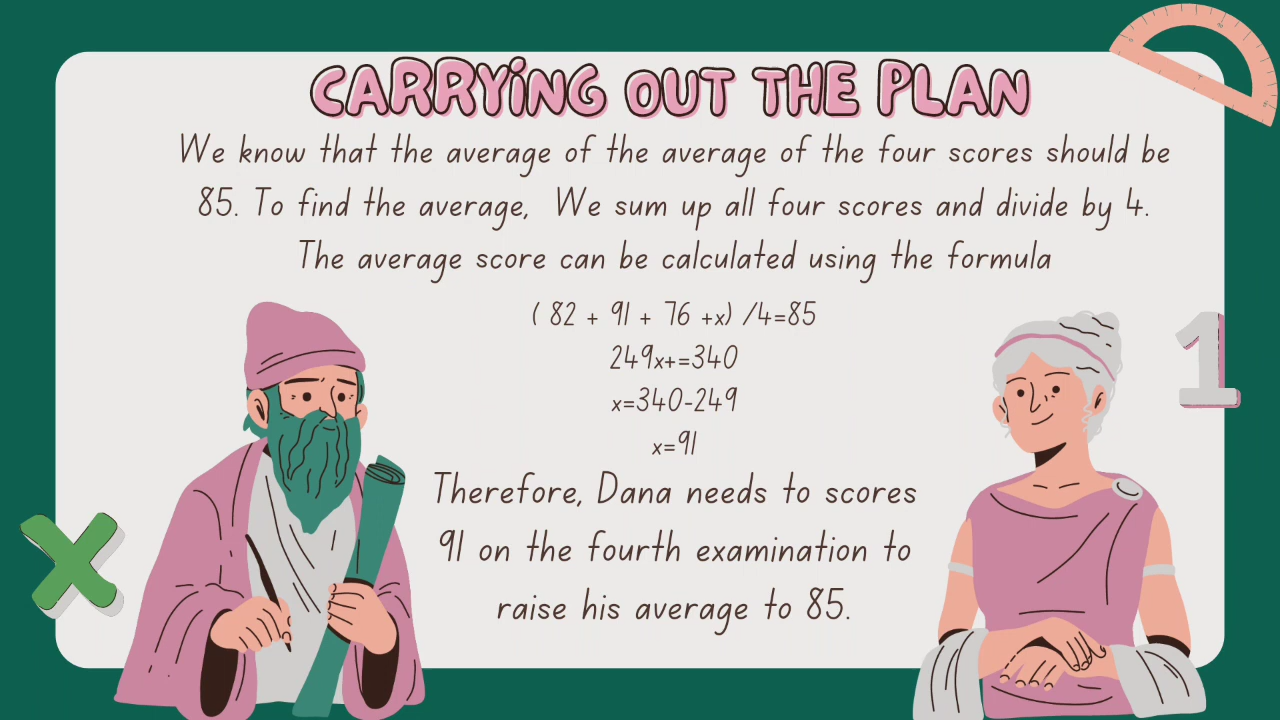 CARRYiNG OUT THE PLAN
We know that the average of the average of the four scores should be
85. To find the average, We sum up all four scores and divide by 4.
The average score can be calculated using the formula
( 82 + 91 + 76 +x) /4=85
249x+=340
x=340-249
x=91
Therefore, Dana needs to scores
91 on the fourth examination to
raise his average to 85.
X
1